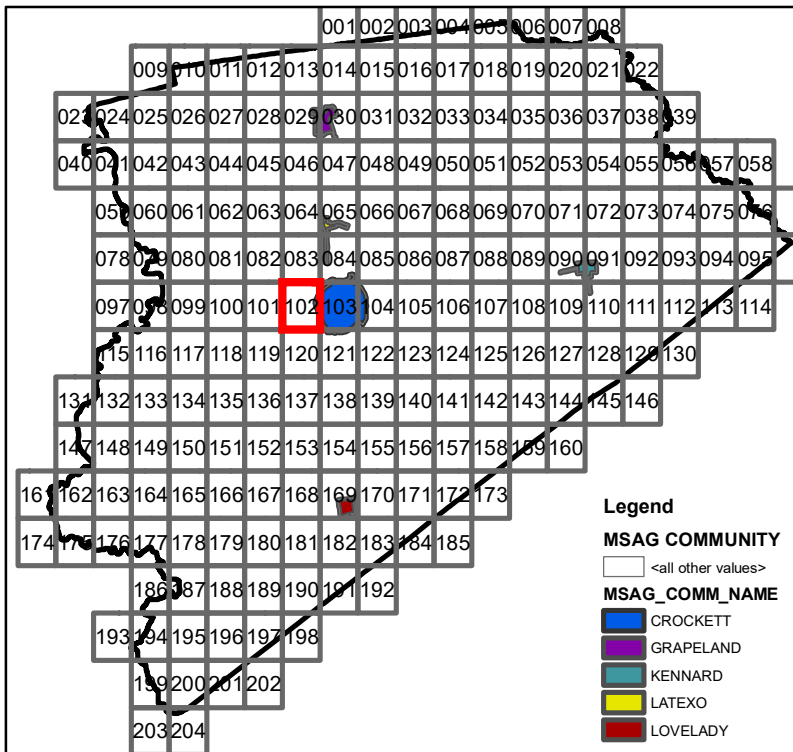 001 002 003 004 005 006 007 008
009 010 011 012 013 014 015 016 017 018 019 020 021 022
023 024 025 026 027 028 029 030 031 032 033 034 035 036 037 038 039
040 041 042 043 044 045 046 047 048 049 050 051 052 053 054 055 056 057 058
059 060 061 062 063 064 065 066 067 068 069 070 071 072 073 074 075 076
078 079 080 081 082 083 084 085 086 087 088 089 090 091 092 093 094 095
097 098 099 100 101 102 103 104 105 106 107 108 109 110 111 112 113 114
115 116 117 118 119 120 121 122 123 124 125 126 127 128 129 130
131 132 133 134 135 136 137 138 139 140 141 142 143 144 145 146
147 148 149 150 151 152 153 154 155 156 157 158 159 160
161 162 163 164 165 166 167 168 169 170 171 172 173
174 175 176 177 178 179 180 181 182 183 184 185
186 187 188 189 190 191 192
193 194 195 196 197 198
199 200 201 202
203 204
Legend
MSAG COMMUNITY
<all other values>
MSAG_COMM_NAME
CROCKETT
GRAPELAND
KENNARD
LATEXO
LOVELADY